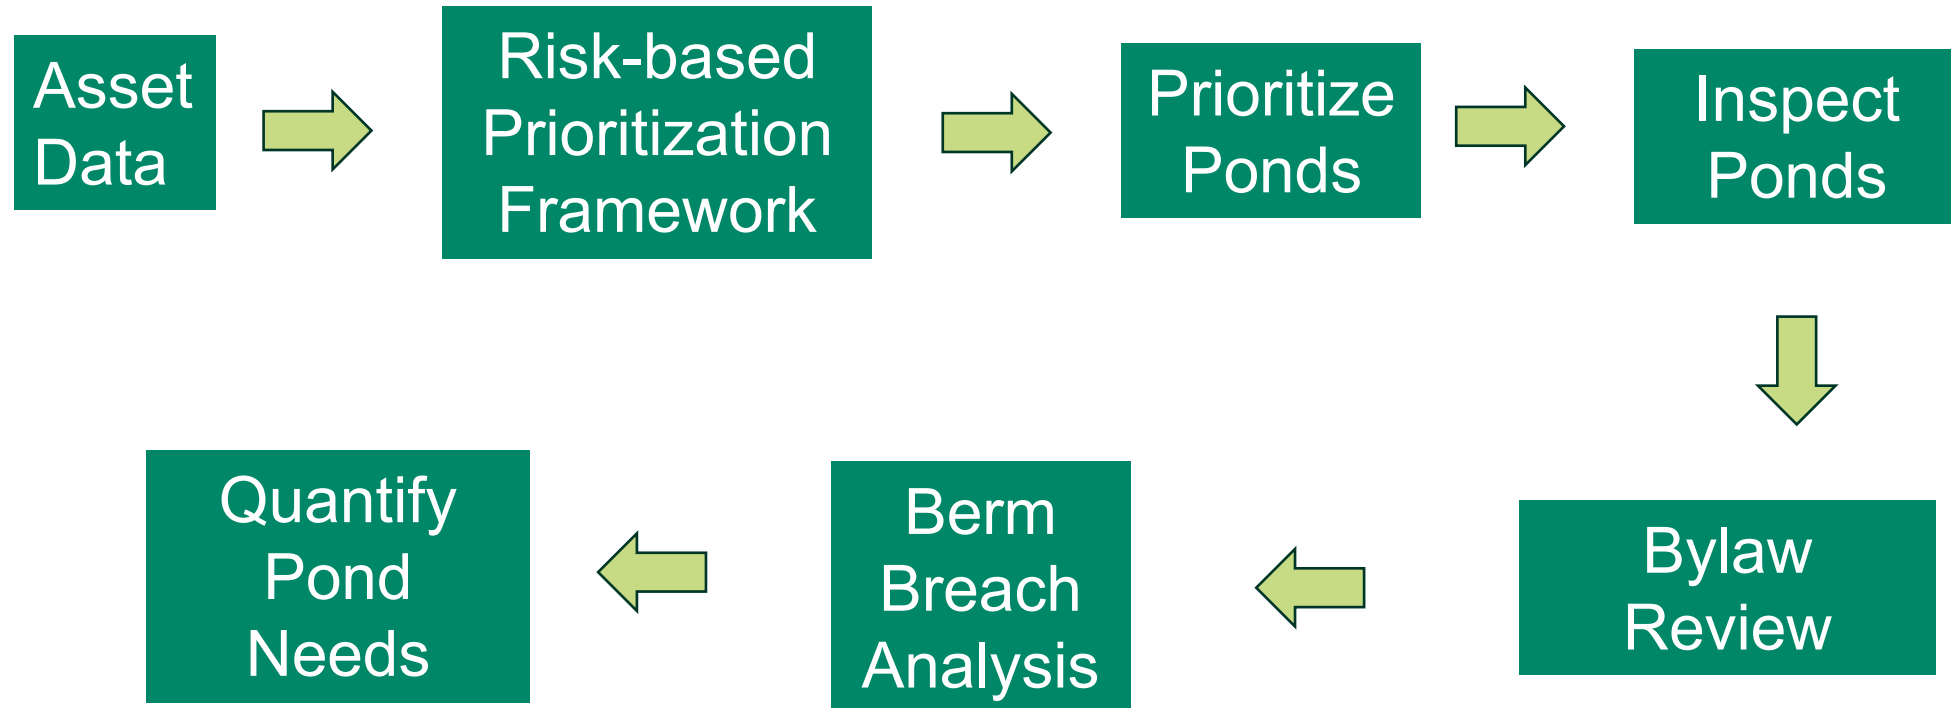 Asset
Data
Risk-based
Prioritization
Framework
Prioritize
Ponds
Inspect
Ponds
Bylaw
Review
Berm
Breach
Analysis
Quantify
Pond
Needs